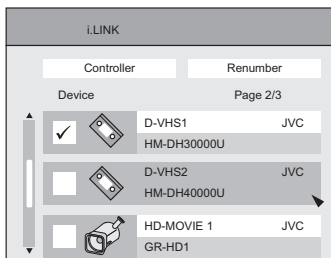 i.LINK
Controller Renumber
Device Page 2/3
D-VHS1 JVC
HM-DH30000U
D-VHS2 JVC
HM-DH40000U
HD-MOVIE 1 JVC
GR-HD1